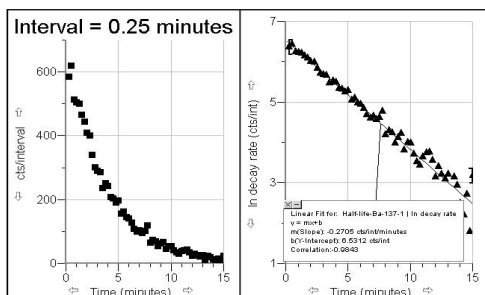 Interval = 0.25 minutes
600
400
200
0
cts/interval
0
5
10
15
Time (minutes)
7
5
3
1
ln decay rate (cts/int)
0
5
10
15
Time (minutes)
Linear Fit for: Half-life-Ba-137-1 | ln decay rate
y = mx+b
m(Slope): -0.2705 cts/int/minutes
b(Y-Intercept): 6.5312 cts/int
Correlation:-0.9843